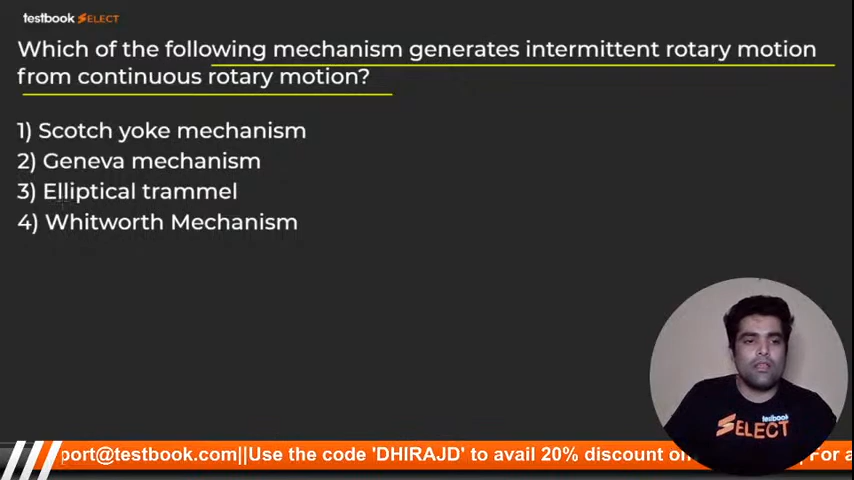 testbook SELECT
Which of the following mechanism generates intermittent rotary motion
from continuous rotary motion?
1) Scotch yoke mechanism
2) Geneva mechanism
3) Elliptical trammel
4) Whitworth Mechanism
testbook
SELECT
port@testbook.com||Use the code 'DHIRAJD' to avail 20% discount on For a